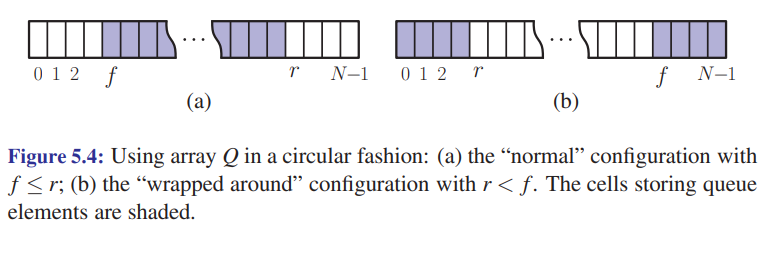 0 1 2 f r N–1 0 1 2 r f N–1
(a) (b)
Figure 5.4: Using array Q in a circular fashion: (a) the “normal” configuration with
f ≤ r; (b) the “wrapped around” configuration with r < f. The cells storing queue
elements are shaded.